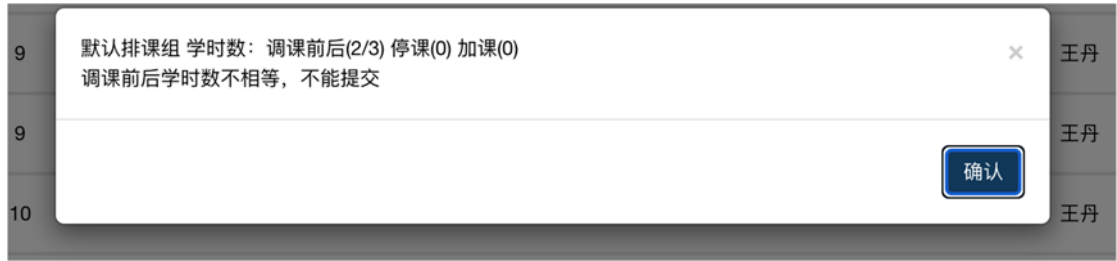 9
默认排课组 学时数：调课前后(2/3) 停课(0) 加课(0)
×
王丹
调课前后学时数不相等，不能提交
9
王丹
确认
10
王丹